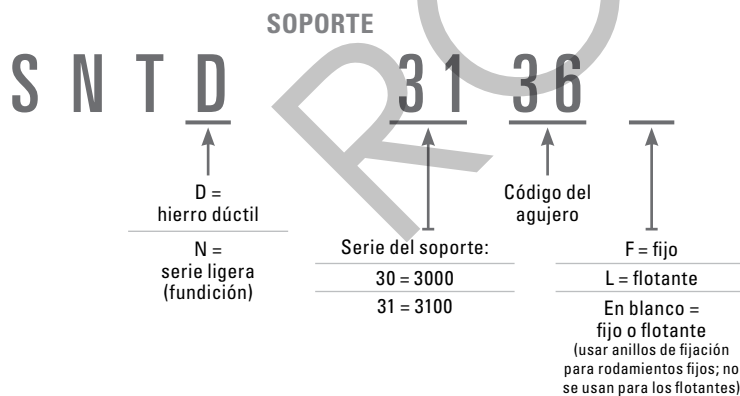 SOPORTE
SNTD 31 36
D =
hierro dúctil
N =
serie ligera
(fundición)
Serie del soporte:
30 = 3000
31 = 3100
Código del
agujero
F = fijo
L = flotante
En blanco =
fijo o flotante
(usar anillos de fijación
para rodamientos fijos; no
se usan para los flotantes)